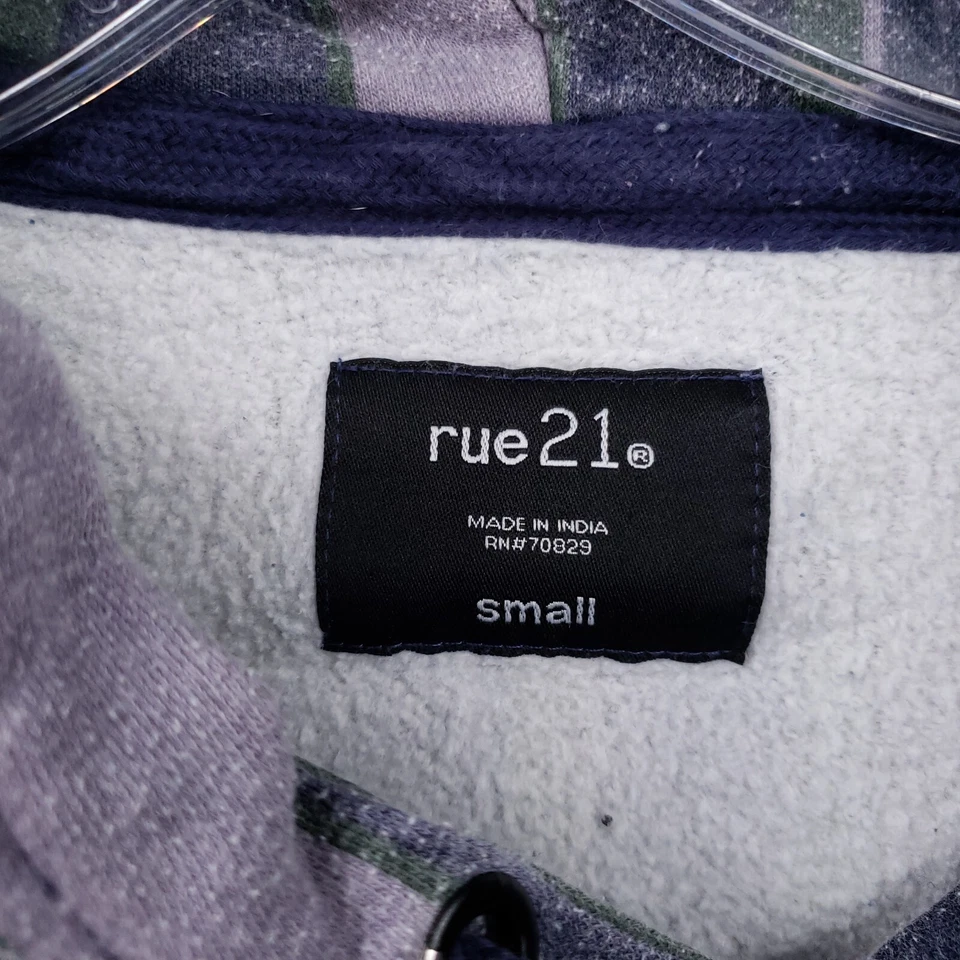 rue21®
MADE IN INDIA
RN#70829
small